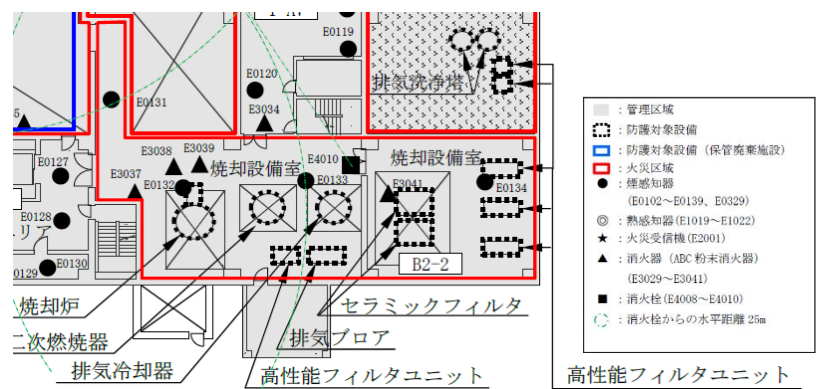 E0119
E0120
排気洗浄塔
E0131
E3034
E3038
E3039
E4010
焼却設備室
焼却設備室
E0127
E3037
E0132
E0133
E3041
E0134
E0128
リア
B2-2
E0129
E0130
焼却炉
セラミックフィルタ
二次燃焼器
排気ブロア
排気冷却器
高性能フィルタユニット
高性能フィルタユニット
：管理区域
：防護対象設備
：防護対象設備（保管廃棄施設）
：火災区域
：煙感知器
(E0102～E0139、E0329)
：熱感知器(E1019～E1022)
：火災受信機(E2001)
：消火器（ABC 粉末消火器）
(E3029～E3041)
：消火栓(E4008～E4010)
：消火栓からの水平距離 25m